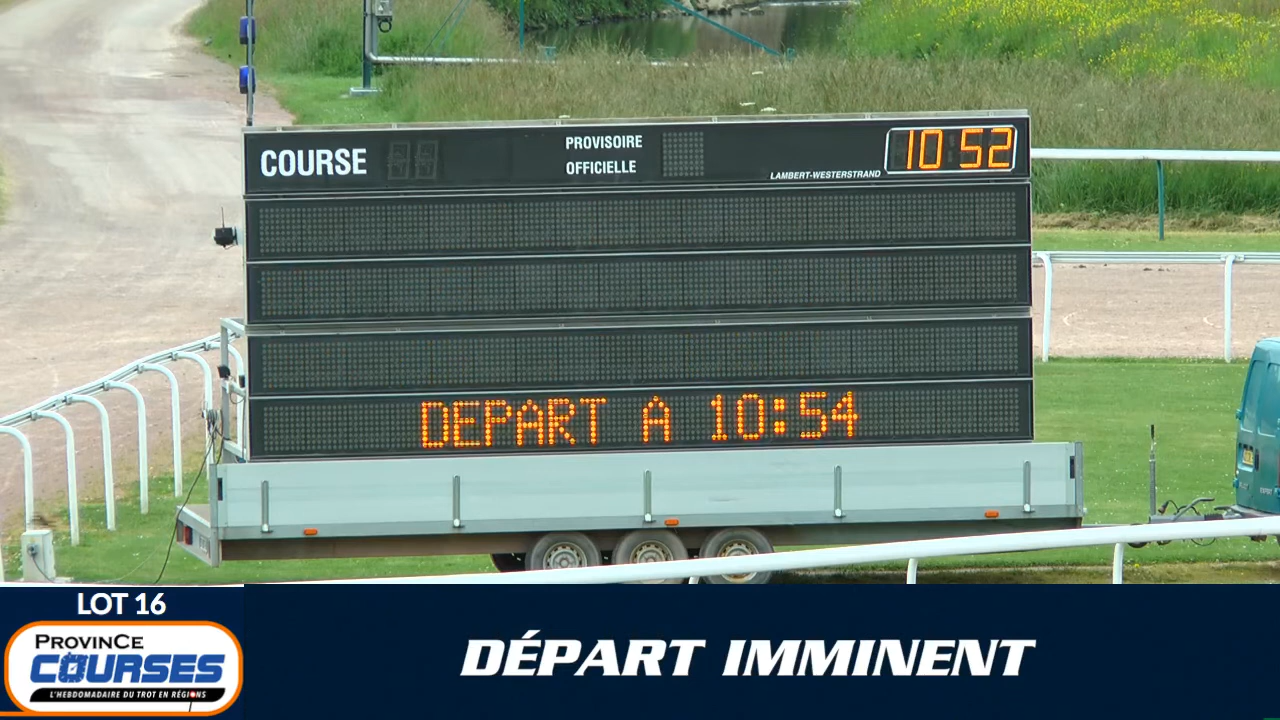 COURSE
PROVISOIRE
OFFICIELLE
LAMBERT-WESTERSTRAND
10 52
DEPART A 10:54
LOT 16
PROVINCE
COURSES
L'HEBDOMADAIRE DU TROT EN RÉGIONS
DÉPART IMMINENT